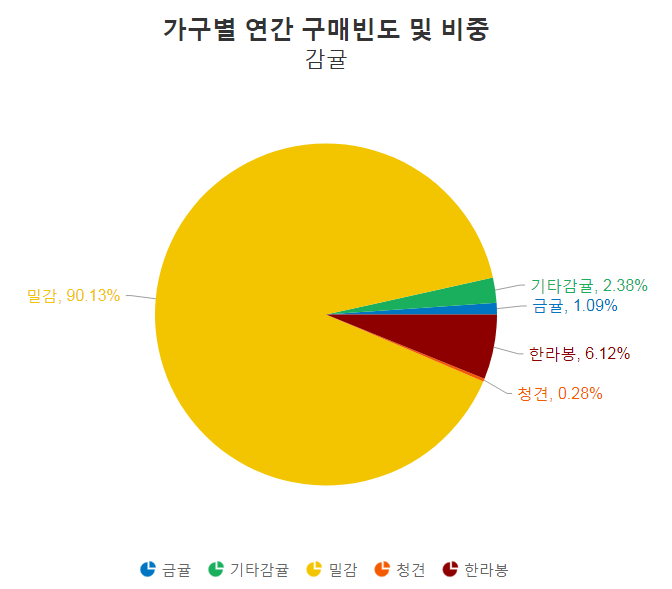 가구별 연간 구매빈도 및 비중
감귤
기타감귤, 2.38%
밀감, 90.13%
금귤, 1.09%
한라봉, 6.12%
청견, 0.28%
금귤 기타감귤 밀감 청견 한라봉